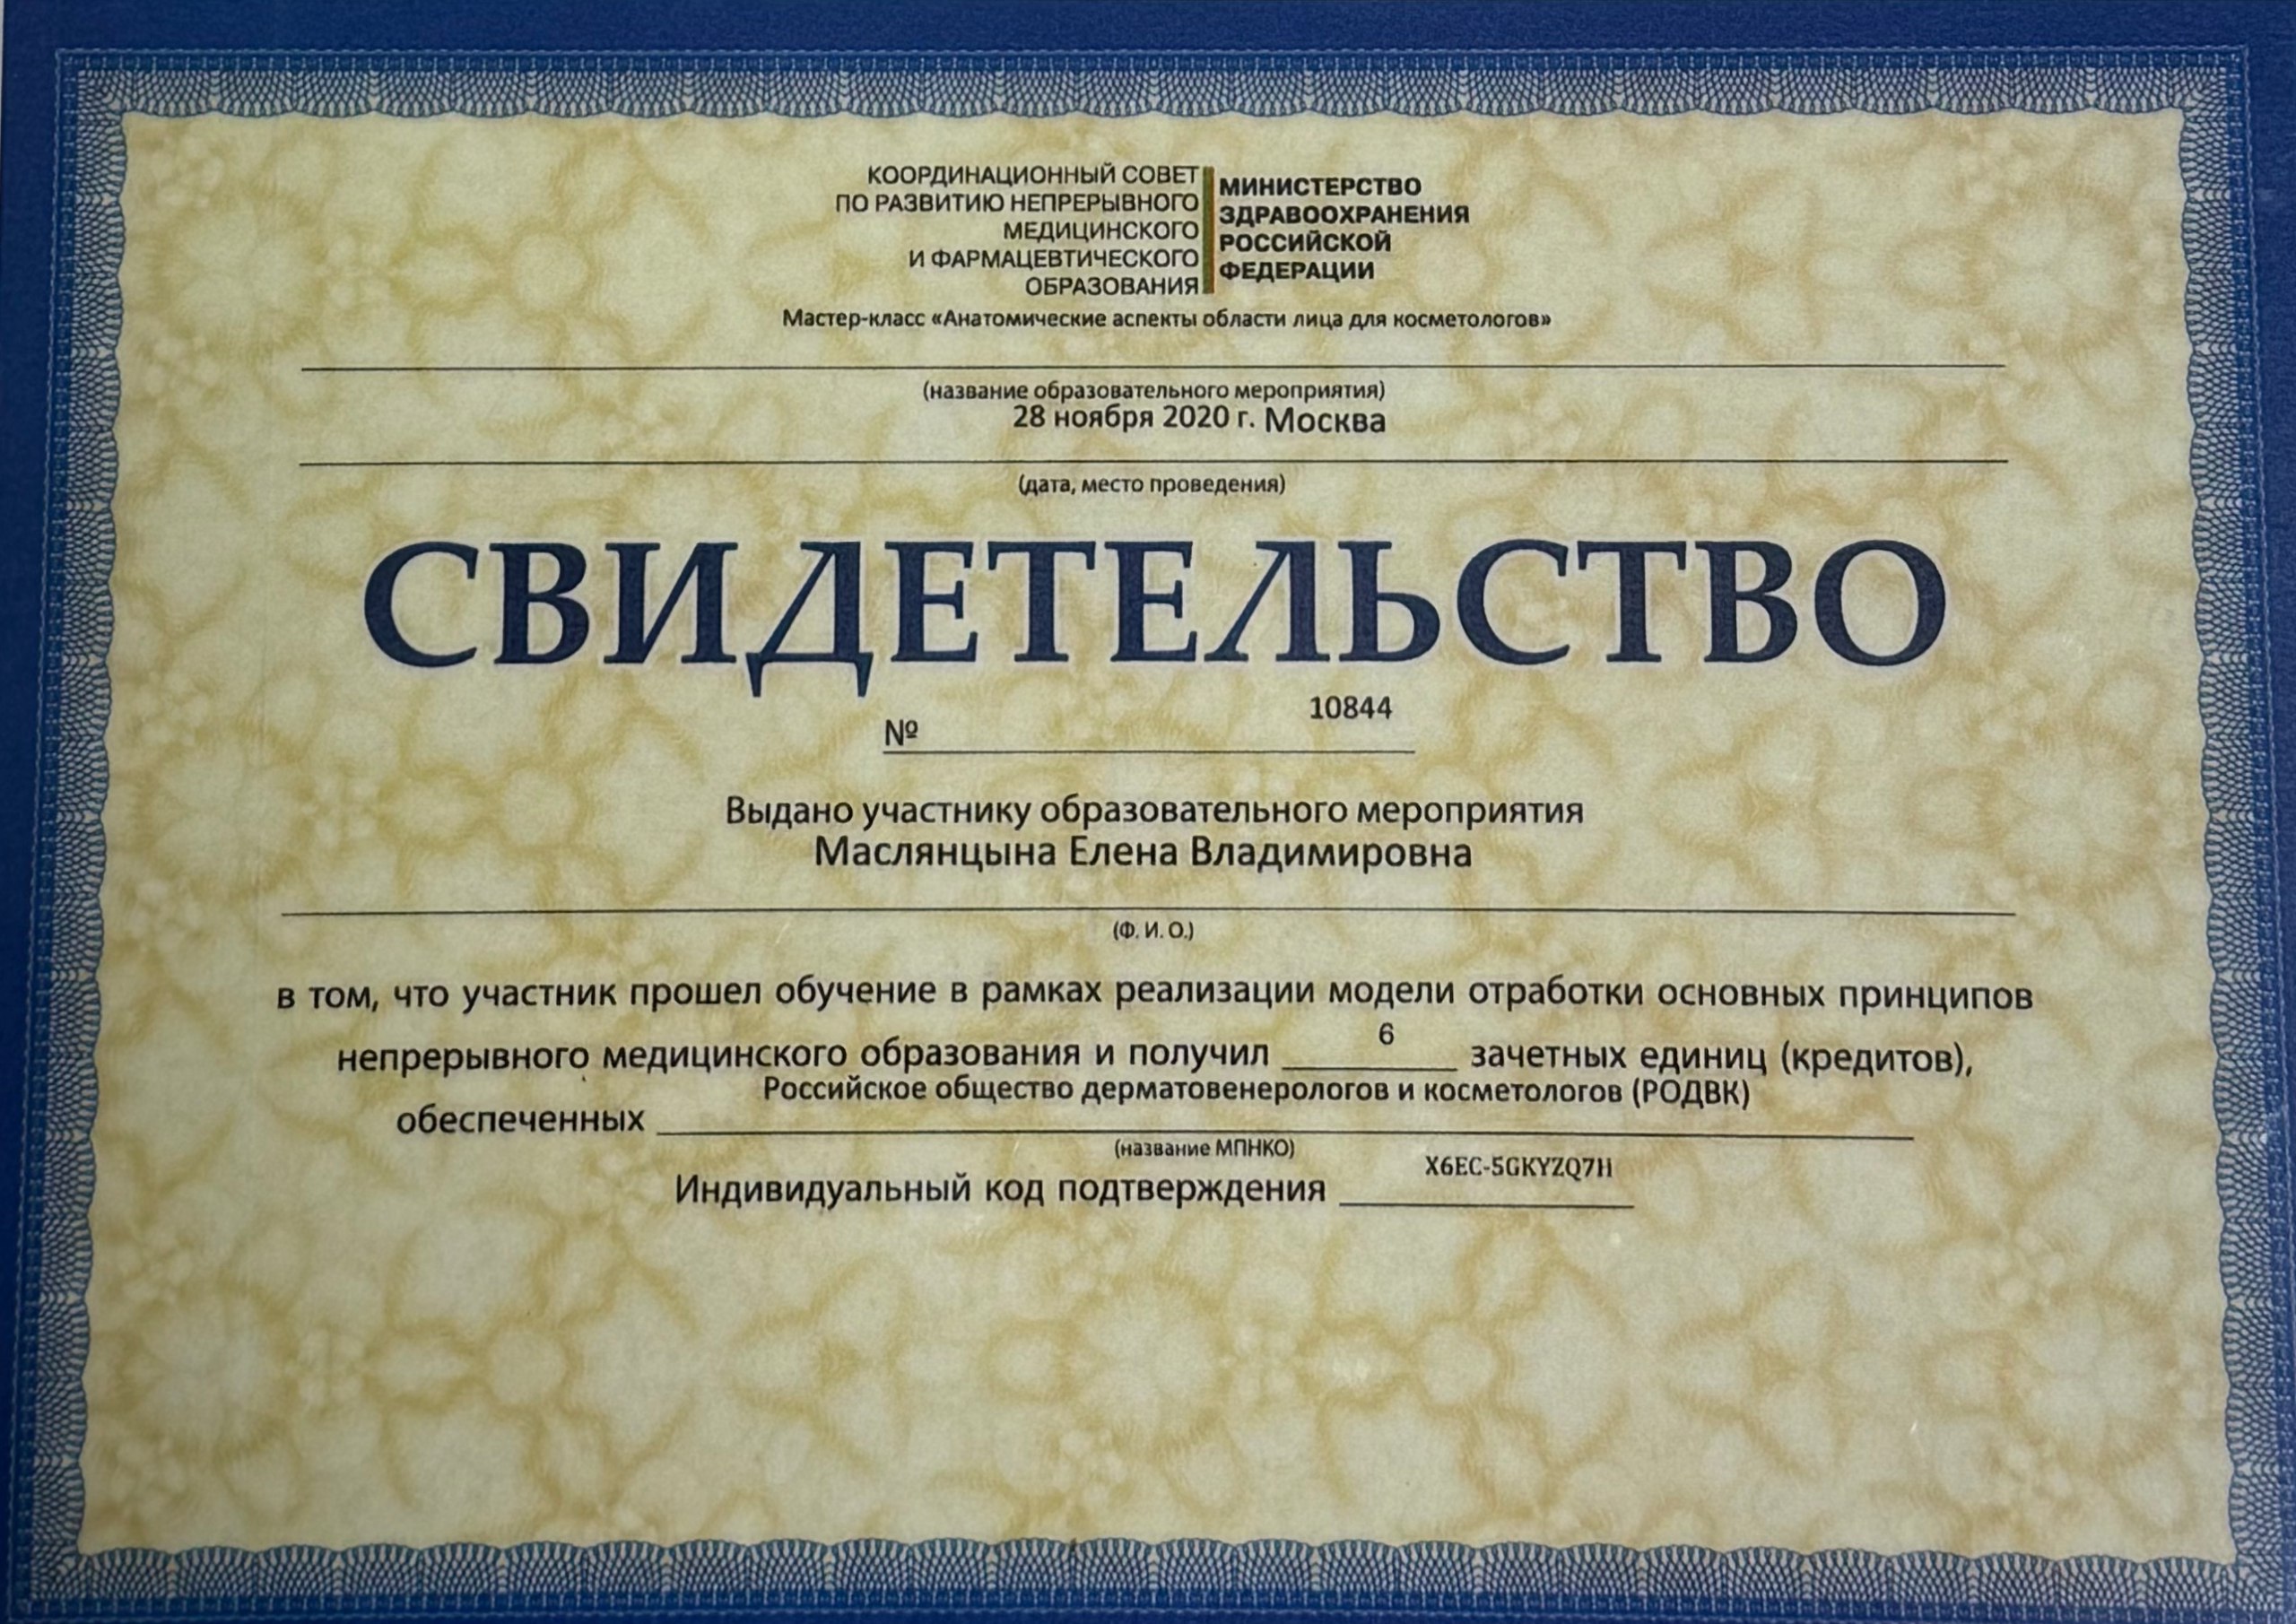 КООРДИНАЦИОННЫЙ СОВЕТ
ПО РАЗВИТИЮ НЕПРЕРЫВНОГО
МЕДИЦИНСКОГО
И ФАРМАЦЕВТИЧЕСКОГО
ОБРАЗОВАНИЯ
МИНИСТЕРСТВО
ЗДРАВООХРАНЕНИЯ
РОССИЙСКОЙ
ФЕДЕРАЦИИ
Мастер-класс «Анатомические аспекты области лица для косметологов»
(название образовательного мероприятия)
28 ноября 2020 г. Москва
(дата, место проведения)
СВИДЕТЕЛЬСТВО
№ 10844
Выдано участнику образовательного мероприятия
Маслянцына Елена Владимировна
(Ф. И. О.)
в том, что участник прошел обучение в рамках реализации модели отработки основных принципов
непрерывного медицинского образования и получил 6 зачетных единиц (кредитов),
Российское общество дерматовенерологов и косметологов (РОДВК)
обеспеченных
(название МПНКО)
Индивидуальный код подтверждения X6EC-5GKYZQ7H